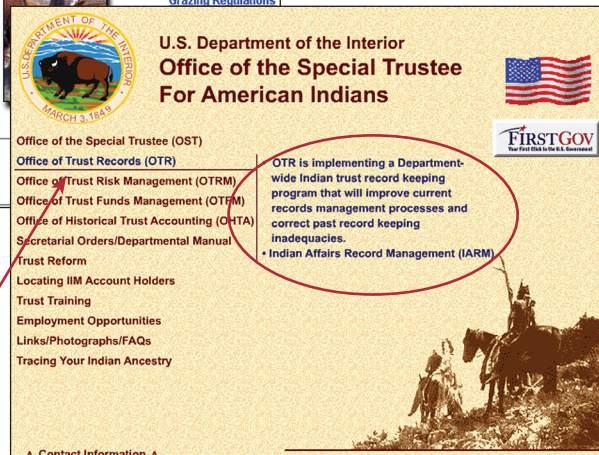 Grazing Regulations
U.S. DEPARTMENT OF THE INTERIOR
MARCH 3, 1849
U.S. Department of the Interior
Office of the Special Trustee
For American Indians
FIRSTGOV
Your First Click to the U.S. Government
Office of the Special Trustee (OST)
Office of Trust Records (OTR)
Office of Trust Risk Management (OTRM)
Office of Trust Funds Management (OTFM)
Office of Historical Trust Accounting (OHTA)
Secretarial Orders/Departmental Manual
Trust Reform
Locating IIM Account Holders
Trust Training
Employment Opportunities
Links/Photographs/FAQs
Tracing Your Indian Ancestry
OTR is implementing a Department-
wide Indian trust record keeping
program that will improve current
records management processes and
correct past record keeping
inadequacies.
• Indian Affairs Record Management (IARM)
Contact Information